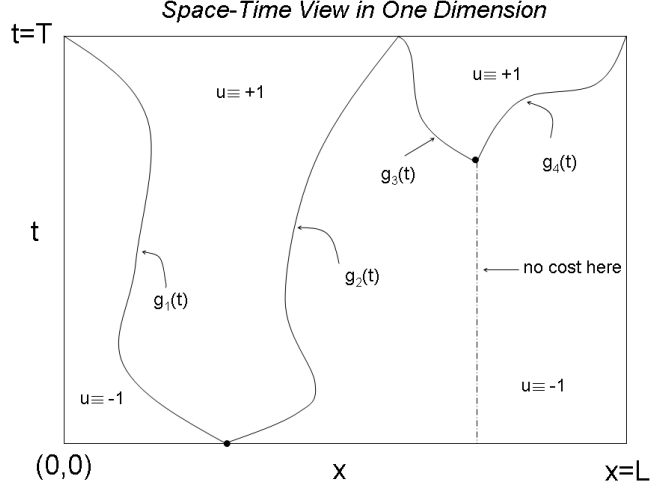 Space-Time View in One Dimension
t=T
u≡ +1
u≡ +1
g₃(t)
g₄(t)
t
g₁(t)
g₂(t)
no cost here
u≡ -1
u≡ -1
(0,0)
x
x=L